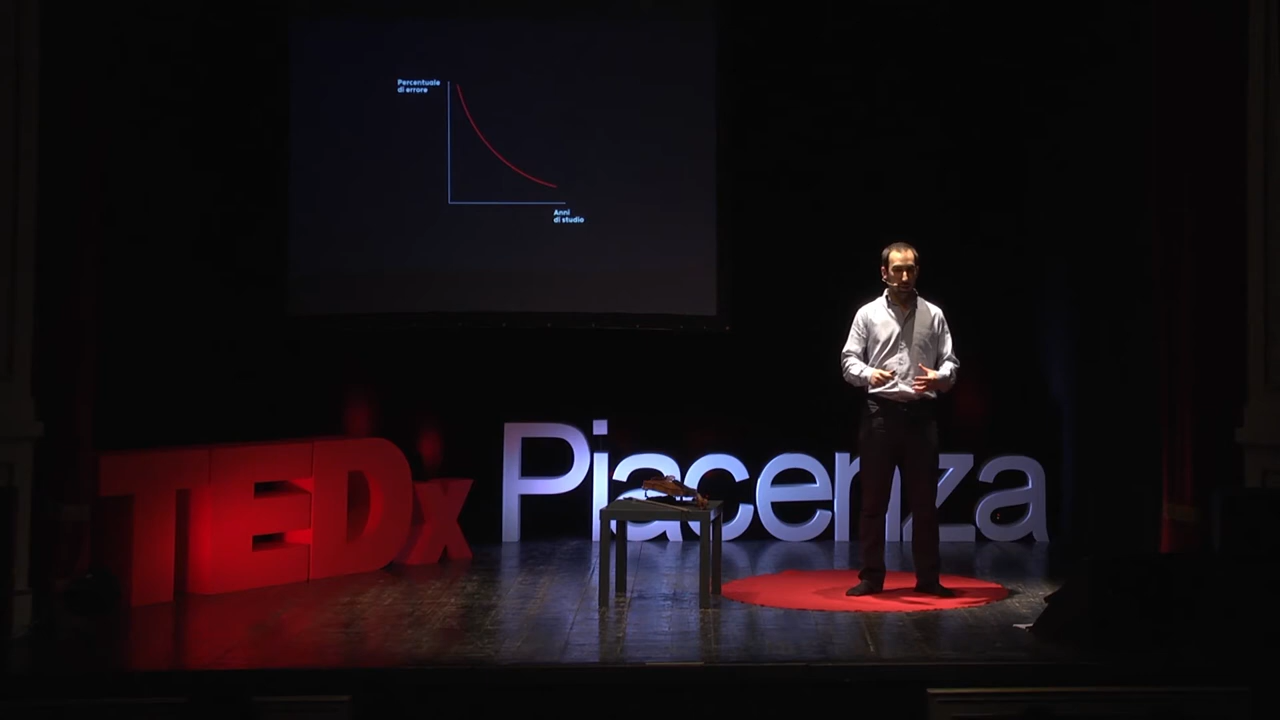 Percentuale
di errore
Anni
di studio
TEDx
Piacenza